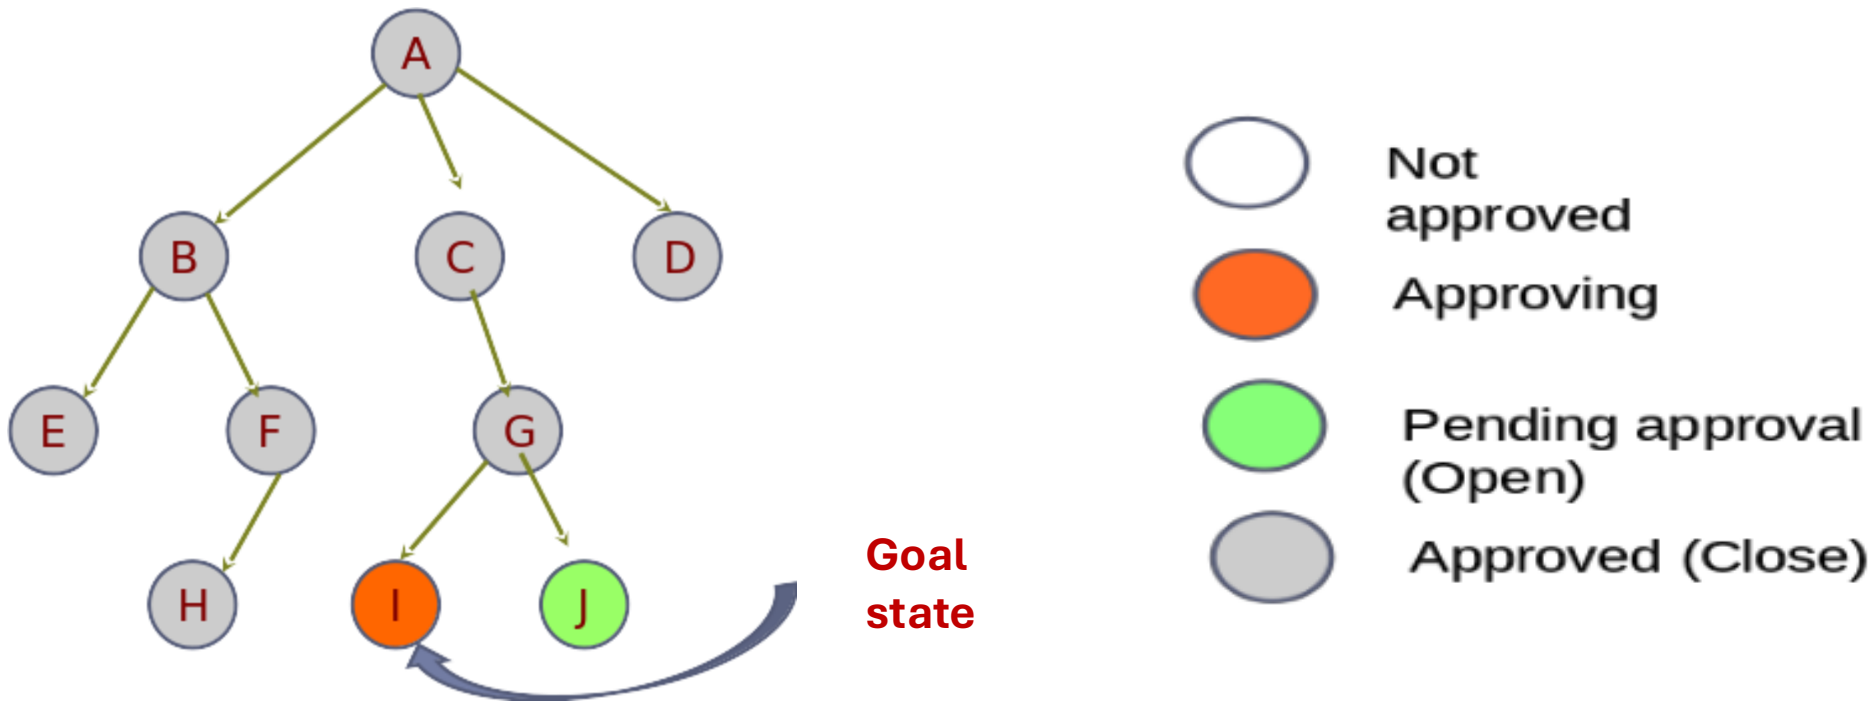 A
B
C
D
E
F
G
H
I
J
Goal
state
Not
approved
Approving
Pending approval
(Open)
Approved (Close)